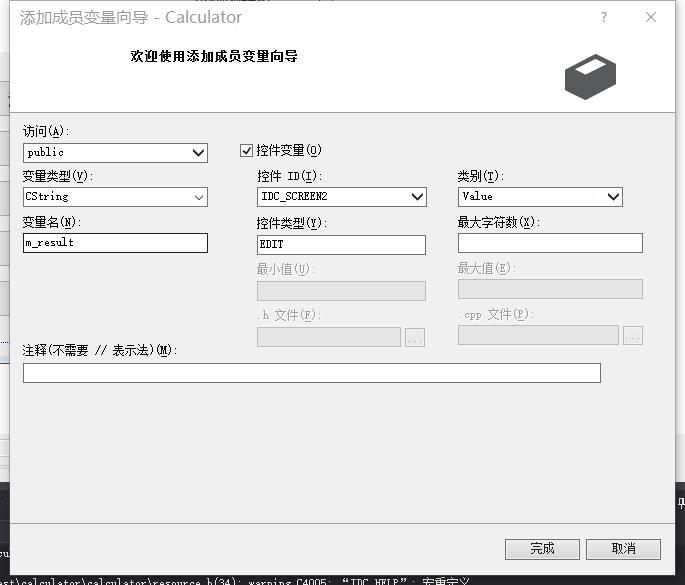 添加成员变量向导 - Calculator
?
欢迎使用添加成员变量向导
访问(A):
public
控件变量(O)
变量类型(V):
控件 ID(I):
类别(T):
CString
IDC_SCREEN2
Value
变量名(N):
控件类型(Y):
最大字符数(X):
m_result
EDIT
最小值(U):
最大值(E):
.h 文件(F):
.cpp 文件(P):
...
...
注释(不需要 // 表示法)(M):
完成
取消
est\calculator\calculator\resource.h(34): warning C4005: “IDC_HELP”: 宏重定义